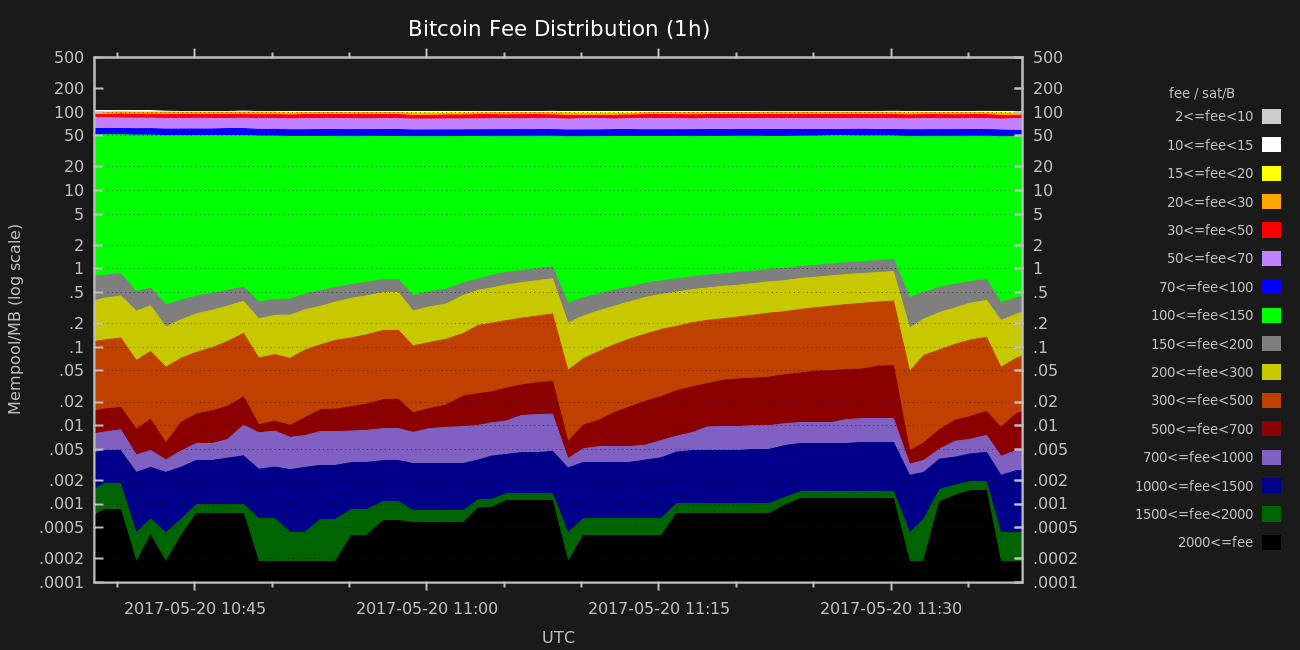 Bitcoin Fee Distribution (1h)
500 500
200 200
100 100
50 50
20 20
10 10
5 5
2 2
1 1
.5 .5
.2 .2
.1 .1
.05 .05
.02 .02
.01 .01
.005 .005
.002 .002
.001 .001
.0005 .0005
.0002 .0002
.0001 .0001
Mempool/MB (log scale)
2017-05-20 10:45 2017-05-20 11:00 2017-05-20 11:15 2017-05-20 11:30
UTC
fee / sat/B
2<=fee<10
10<=fee<15
15<=fee<20
20<=fee<30
30<=fee<50
50<=fee<70
70<=fee<100
100<=fee<150
150<=fee<200
200<=fee<300
300<=fee<500
500<=fee<700
700<=fee<1000
1000<=fee<1500
1500<=fee<2000
2000<=fee